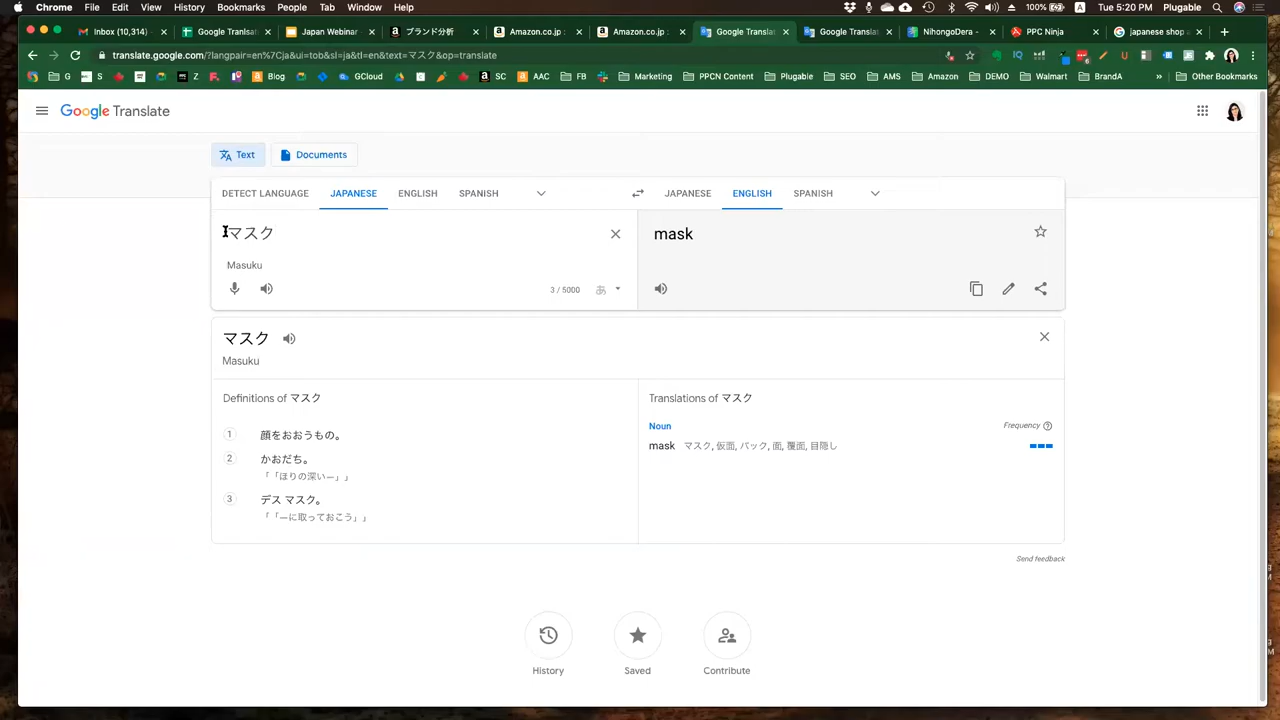 Chrome File Edit View History Bookmarks People Tab Window Help
100% Tue 5:20 PM Plugable
Inbox (10,314)
Google Translat
Japan Webinar
ブランド分析
Amazon.co.jp :
Amazon.co.jp :
Google Translat
Google Translat
NihongoDera -
PPC Ninja
japanese shop a
translate.google.com/?langpair=en%7Cja&ui=tob&sl=ja&tl=en&text=マスク&op=translate
Z F Blog GCloud SC AAC FB Marketing PPCN Content Plugable SEO AMS Amazon DEMO Walmart BrandA » Other Bookmarks
Google Translate
Text Documents
DETECT LANGUAGE JAPANESE ENGLISH SPANISH
JAPANESE ENGLISH SPANISH
マスク
mask
Masuku
3 / 5000 あ
マスク
Masuku
Definitions of マスク
Translations of マスク
Noun Frequency
1 顔をおおうもの。
mask マスク, 仮面, パック, 面, 覆面, 目隠し
2 かおだち。
「「ほりの深いー」」
3 デス マスク。
「「ーに取っておこう」」
Send feedback
History Saved Contribute